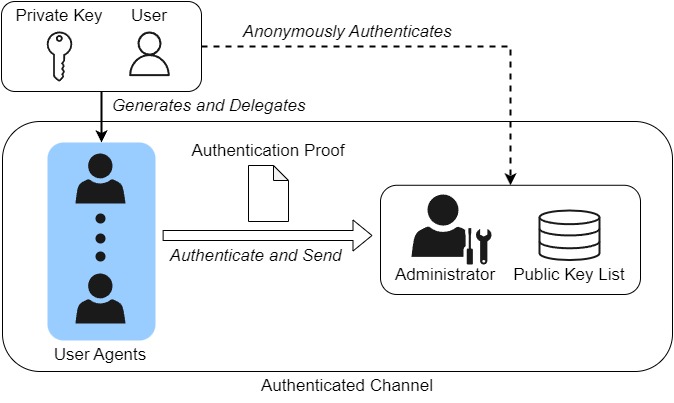 Private Key
User
Anonymously Authenticates
Generates and Delegates
Authentication Proof
Authenticate and Send
Administrator
Public Key List
User Agents
Authenticated Channel